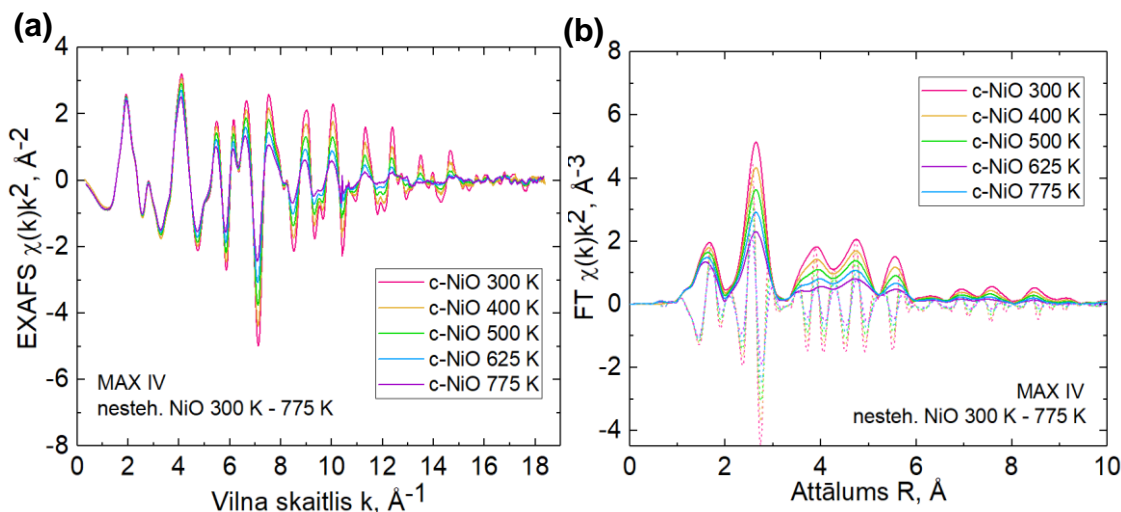 (a)
4
2
0
-2
-4
-6
-8
EXAFS χ(k)k², Å⁻²
c-NiO 300 K
c-NiO 400 K
c-NiO 500 K
c-NiO 625 K
c-NiO 775 K
MAX IV
nesteh. NiO 300 K - 775 K
0 2 4 6 8 10 12 14 16 18
Vilna skaitlis k, Å⁻¹
(b)
8
6
4
2
0
-2
-4
FT χ(k)k², Å⁻³
c-NiO 300 K
c-NiO 400 K
c-NiO 500 K
c-NiO 625 K
c-NiO 775 K
MAX IV
nesteh. NiO 300 K - 775 K
0 2 4 6 8 10
Attālums R, Å